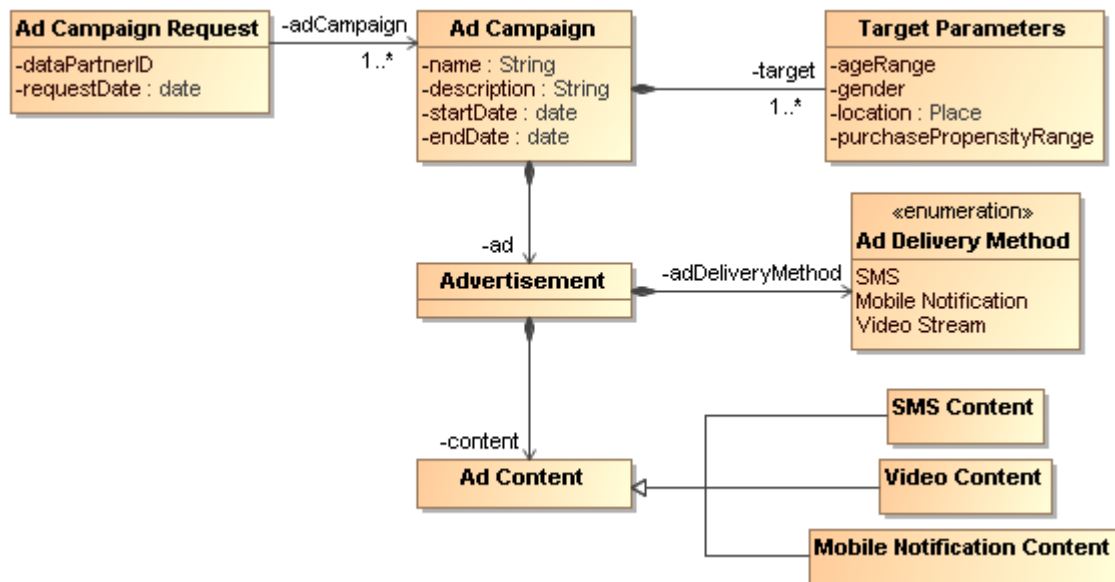 Ad Campaign Request
-dataPartnerID
-requestDate : date
-adCampaign
1..*
Ad Campaign
-name : String
-description : String
-startDate : date
-endDate : date
-target
1..*
Target Parameters
-ageRange
-gender
-location : Place
-purchasePropensityRange
-ad
Advertisement
-adDeliveryMethod
«enumeration»
Ad Delivery Method
SMS
Mobile Notification
Video Stream
-content
Ad Content
SMS Content
Video Content
Mobile Notification Content